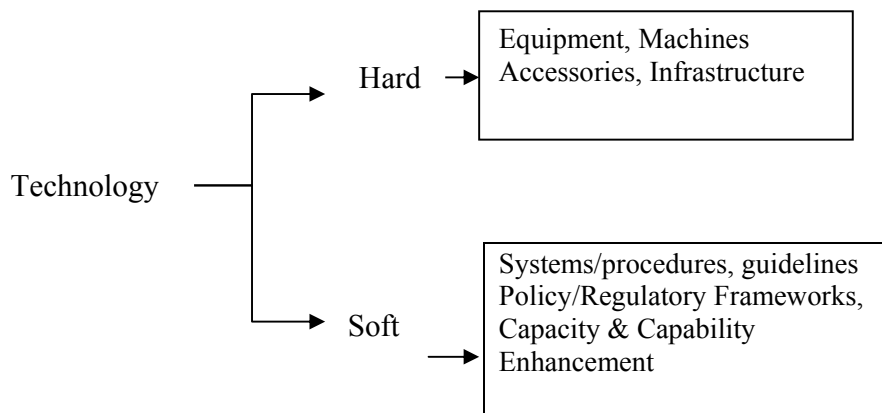 Equipment, Machines
Accessories, Infrastructure
Hard
Technology
Systems/procedures, guidelines
Policy/Regulatory Frameworks,
Capacity & Capability
Enhancement
Soft